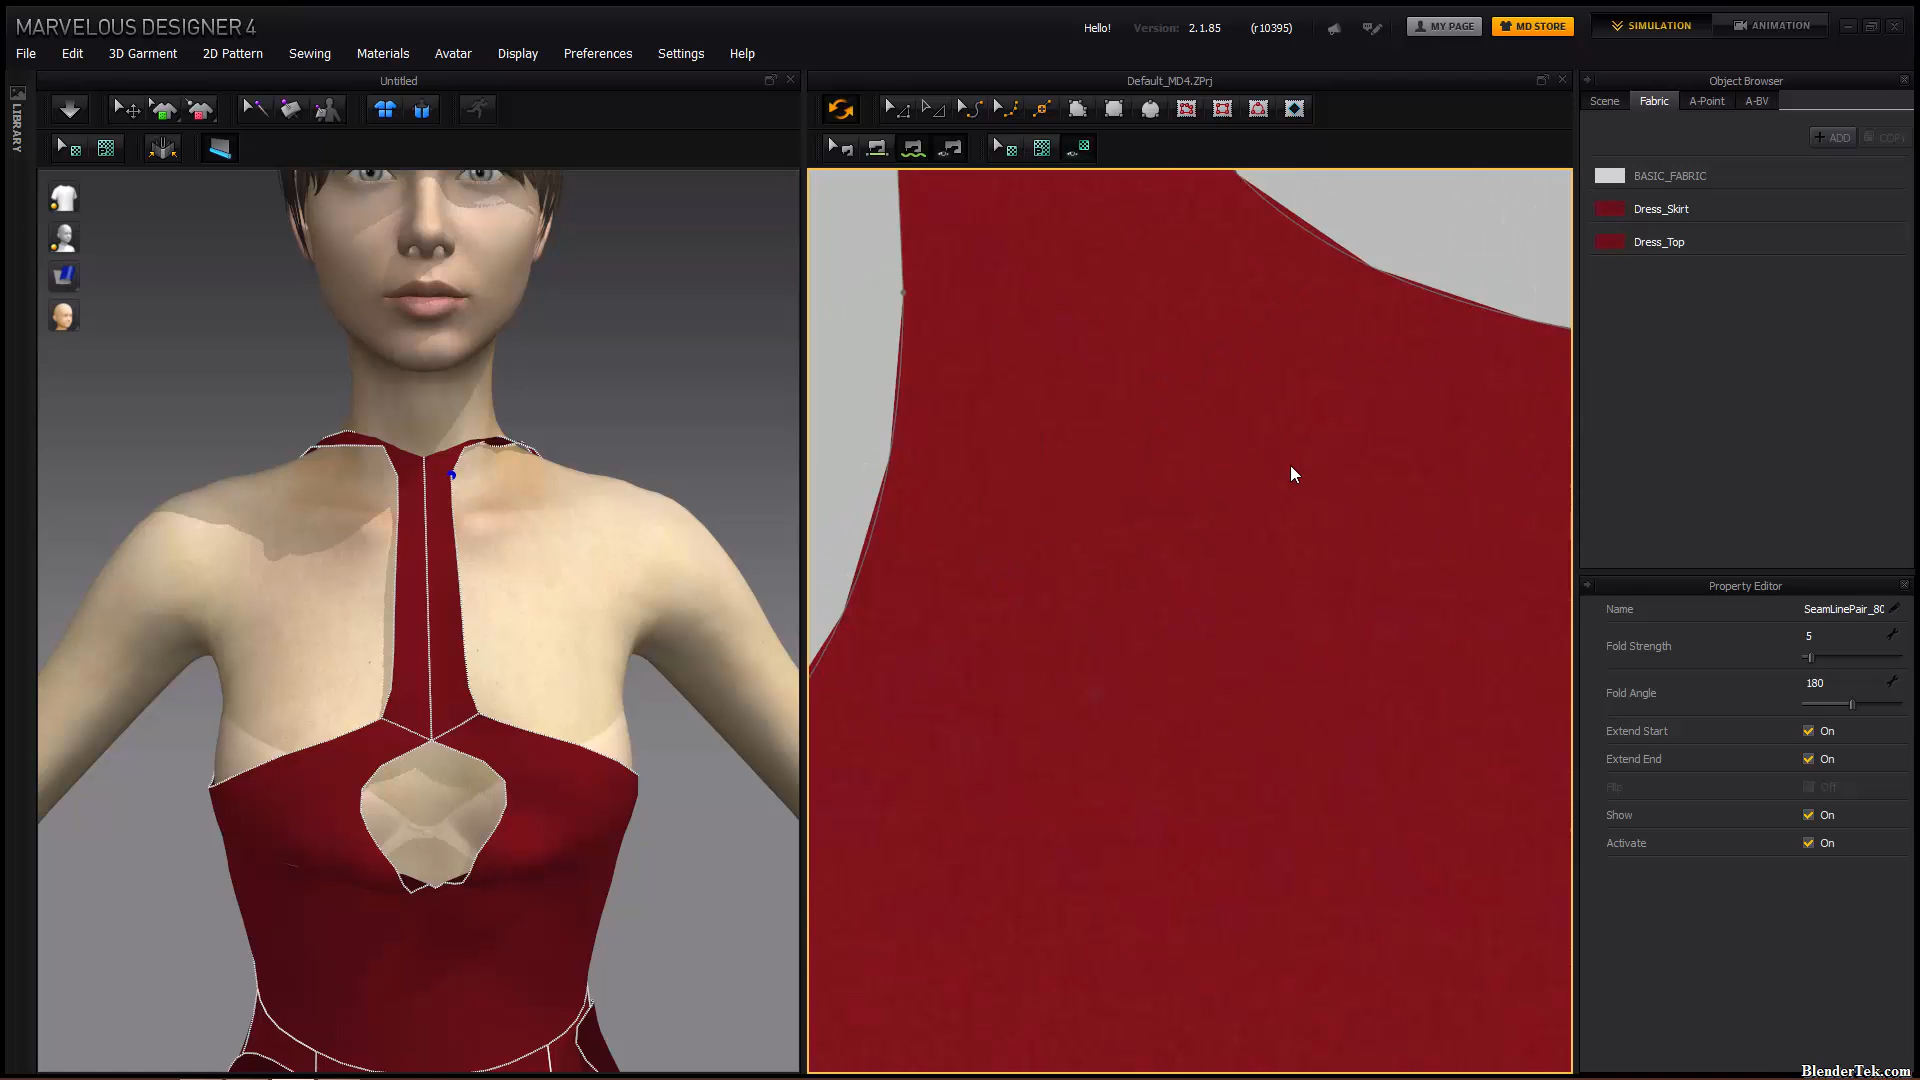 MARVELOUS DESIGNER 4
Hello! Version: 2.1.85 (r10395) MY PAGE MD STORE SIMULATION ANIMATION
File Edit 3D Garment 2D Pattern Sewing Materials Avatar Display Preferences Settings Help
Untitled
Default_MD4.ZPrj
Object Browser
LIBRARY
Scene Fabric A-Point A-BV
+ ADD COPY
BASIC_FABRIC
Dress_Skirt
Dress_Top
Property Editor
Name SeamLinePair_80
Fold Strength 5
Fold Angle 180
Extend Start On
Extend End On
Flip Off
Show On
Activate On
BlenderTek.com